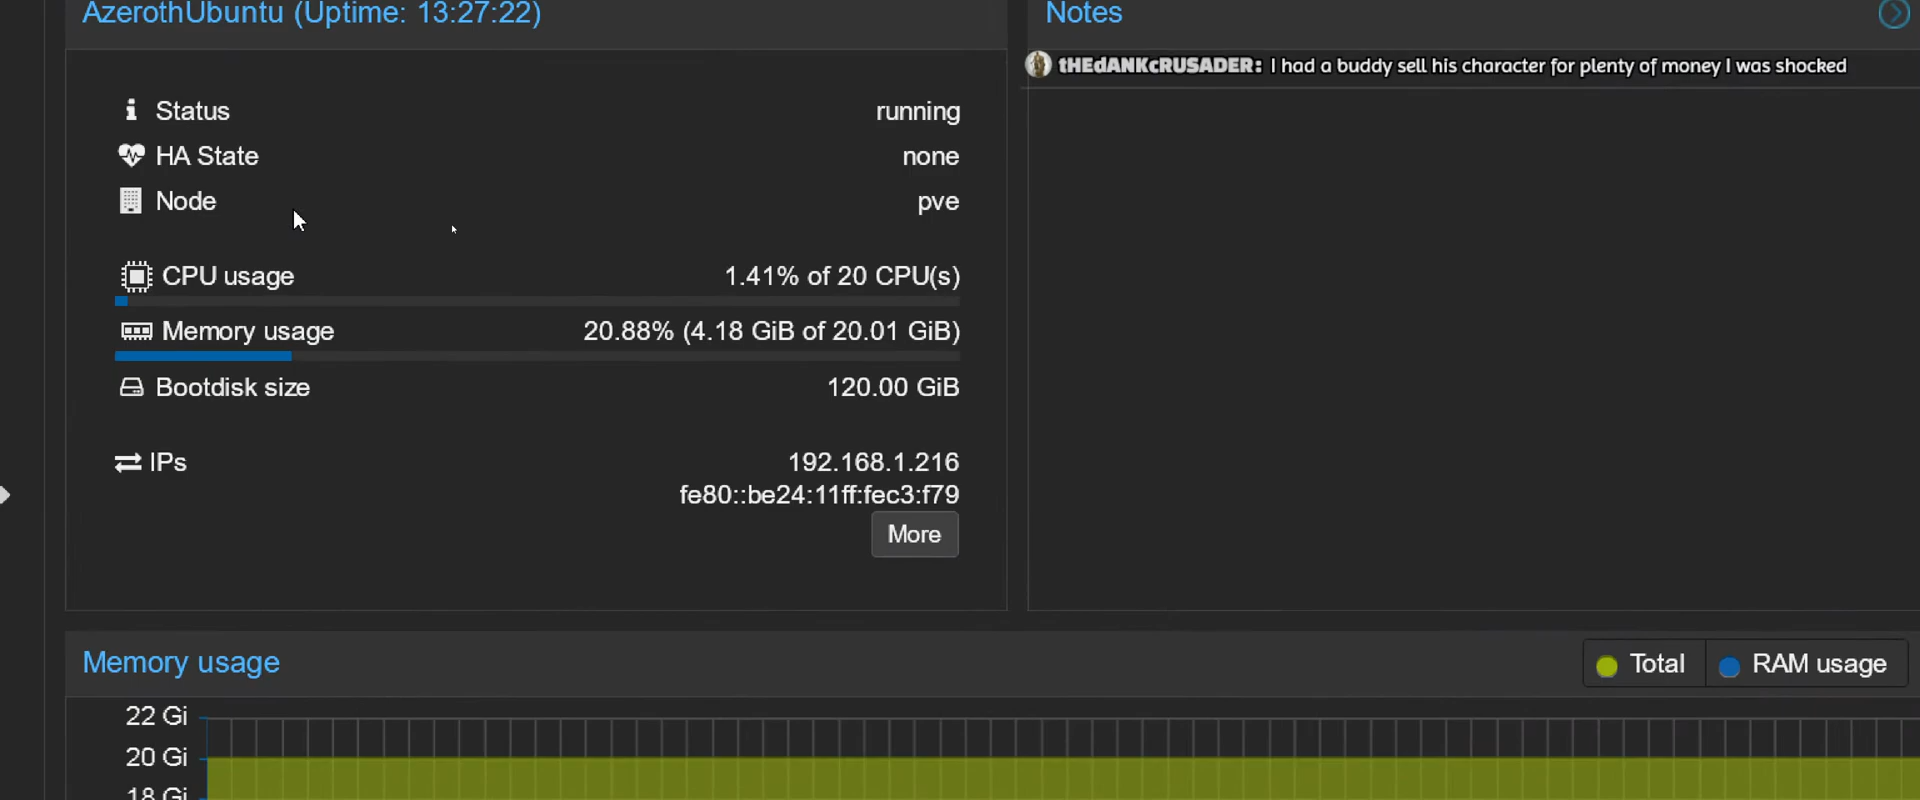 AzerothUbuntu (Uptime: 13:27:22)
Notes
tHEdANKcRUSADER: I had a buddy sell his character for plenty of money I was shocked
Status running
HA State none
Node pve
CPU usage 1.41% of 20 CPU(s)
Memory usage 20.88% (4.18 GiB of 20.01 GiB)
Bootdisk size 120.00 GiB
IPs 192.168.1.216
fe80::be24:11ff:fec3:f79
More
Memory usage
Total RAM usage
22 Gi
20 Gi
18 Gi